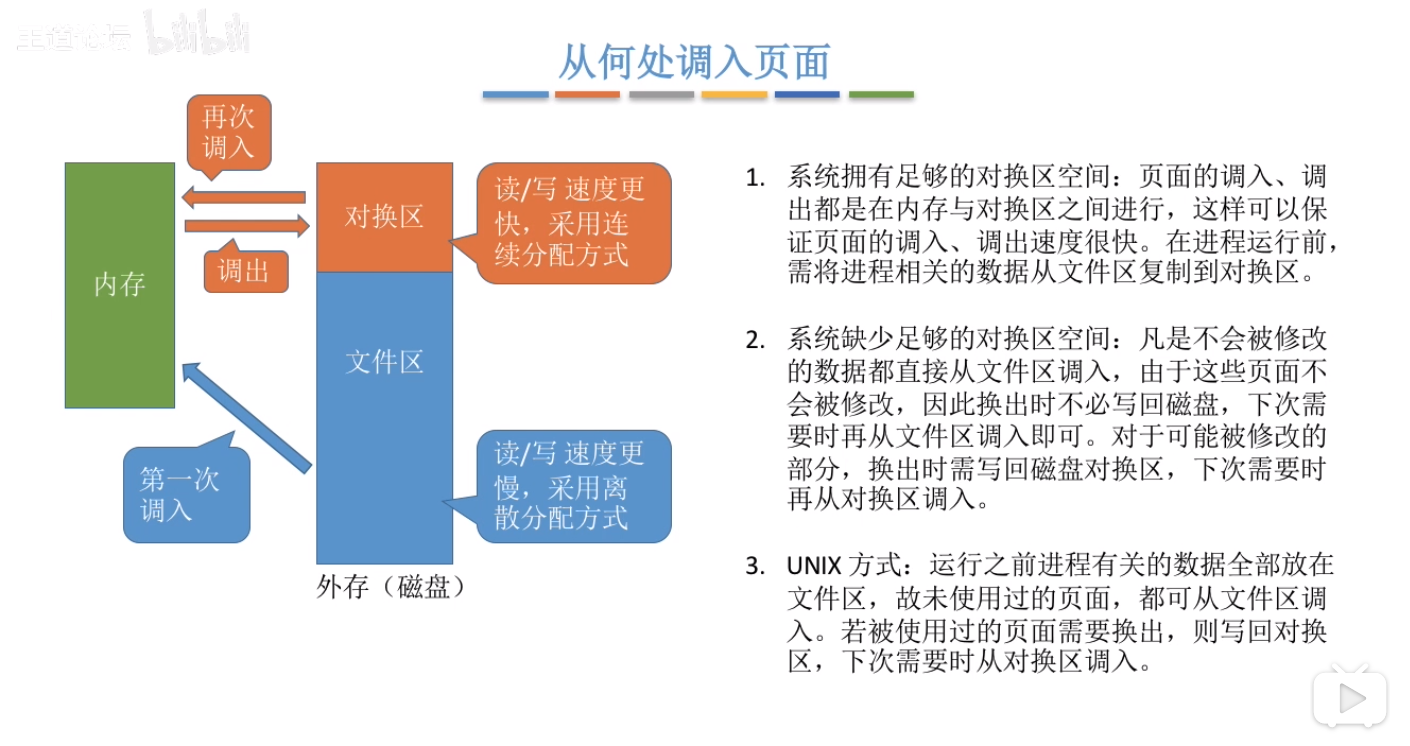 王道论坛 bilibili
从何处调入页面
再次
调入
内存
调出
对换区
读/写 速度更
快，采用连
续分配方式
文件区
第一次
调入
读/写 速度更
慢，采用离
散分配方式
外存（磁盘）
1. 系统拥有足够的对换区空间：页面的调入、调
出都是在内存与对换区之间进行，这样可以保
证页面的调入、调出速度很快。在进程运行前，
需将进程相关的数据从文件区复制到对换区。
2. 系统缺少足够的对换区空间：凡是不会被修改
的数据都直接从文件区调入，由于这些页面不
会被修改，因此换出时不必写回磁盘，下次需
要时再从文件区调入即可。对于可能被修改的
部分，换出时需写回磁盘对换区，下次需要时
再从对换区调入。
3. UNIX 方式：运行之前进程有关的数据全部放在
文件区，故未使用过的页面，都可从文件区调
入。若被使用过的页面需要换出，则写回对换
区，下次需要时从对换区调入。